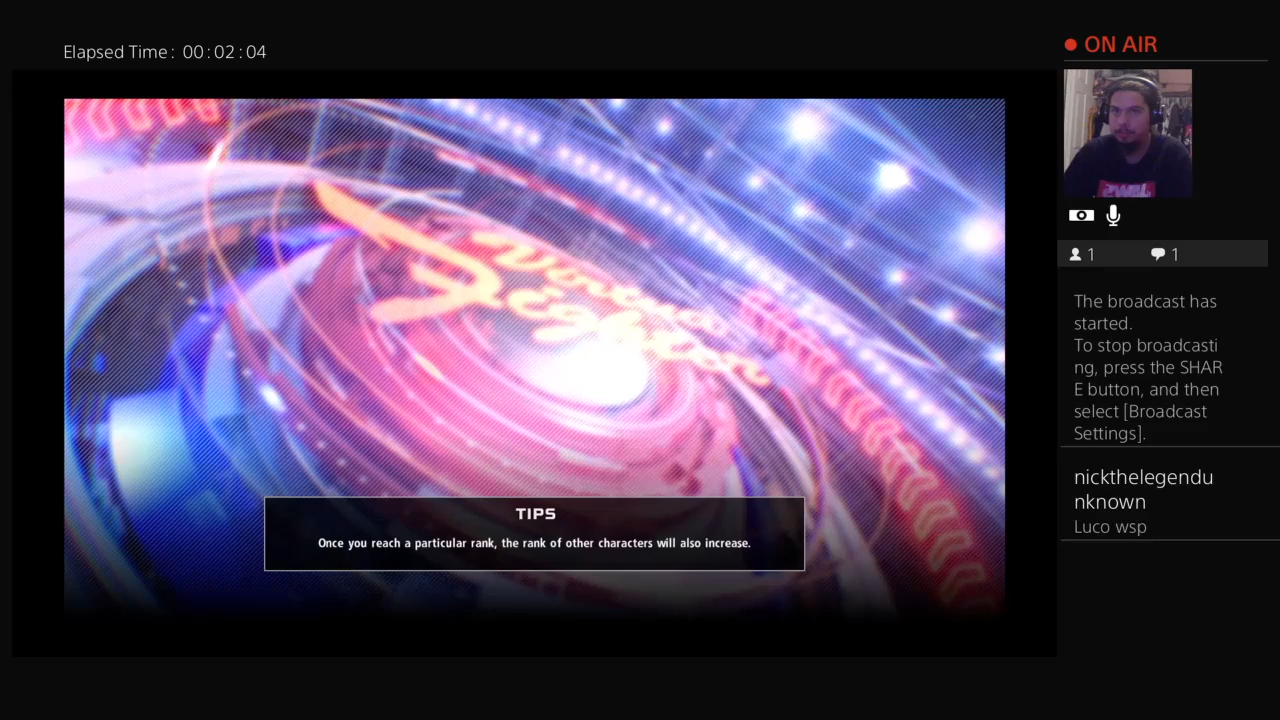 Elapsed Time: 00:02:04
ON AIR
Virtua
Fighter
1
1
The broadcast has
started.
To stop broadcasti
ng, press the SHAR
E button, and then
select [Broadcast
Settings].
nickthelegendu
nknown
Luco wsp
TIPS
Once you reach a particular rank, the rank of other characters will also increase.